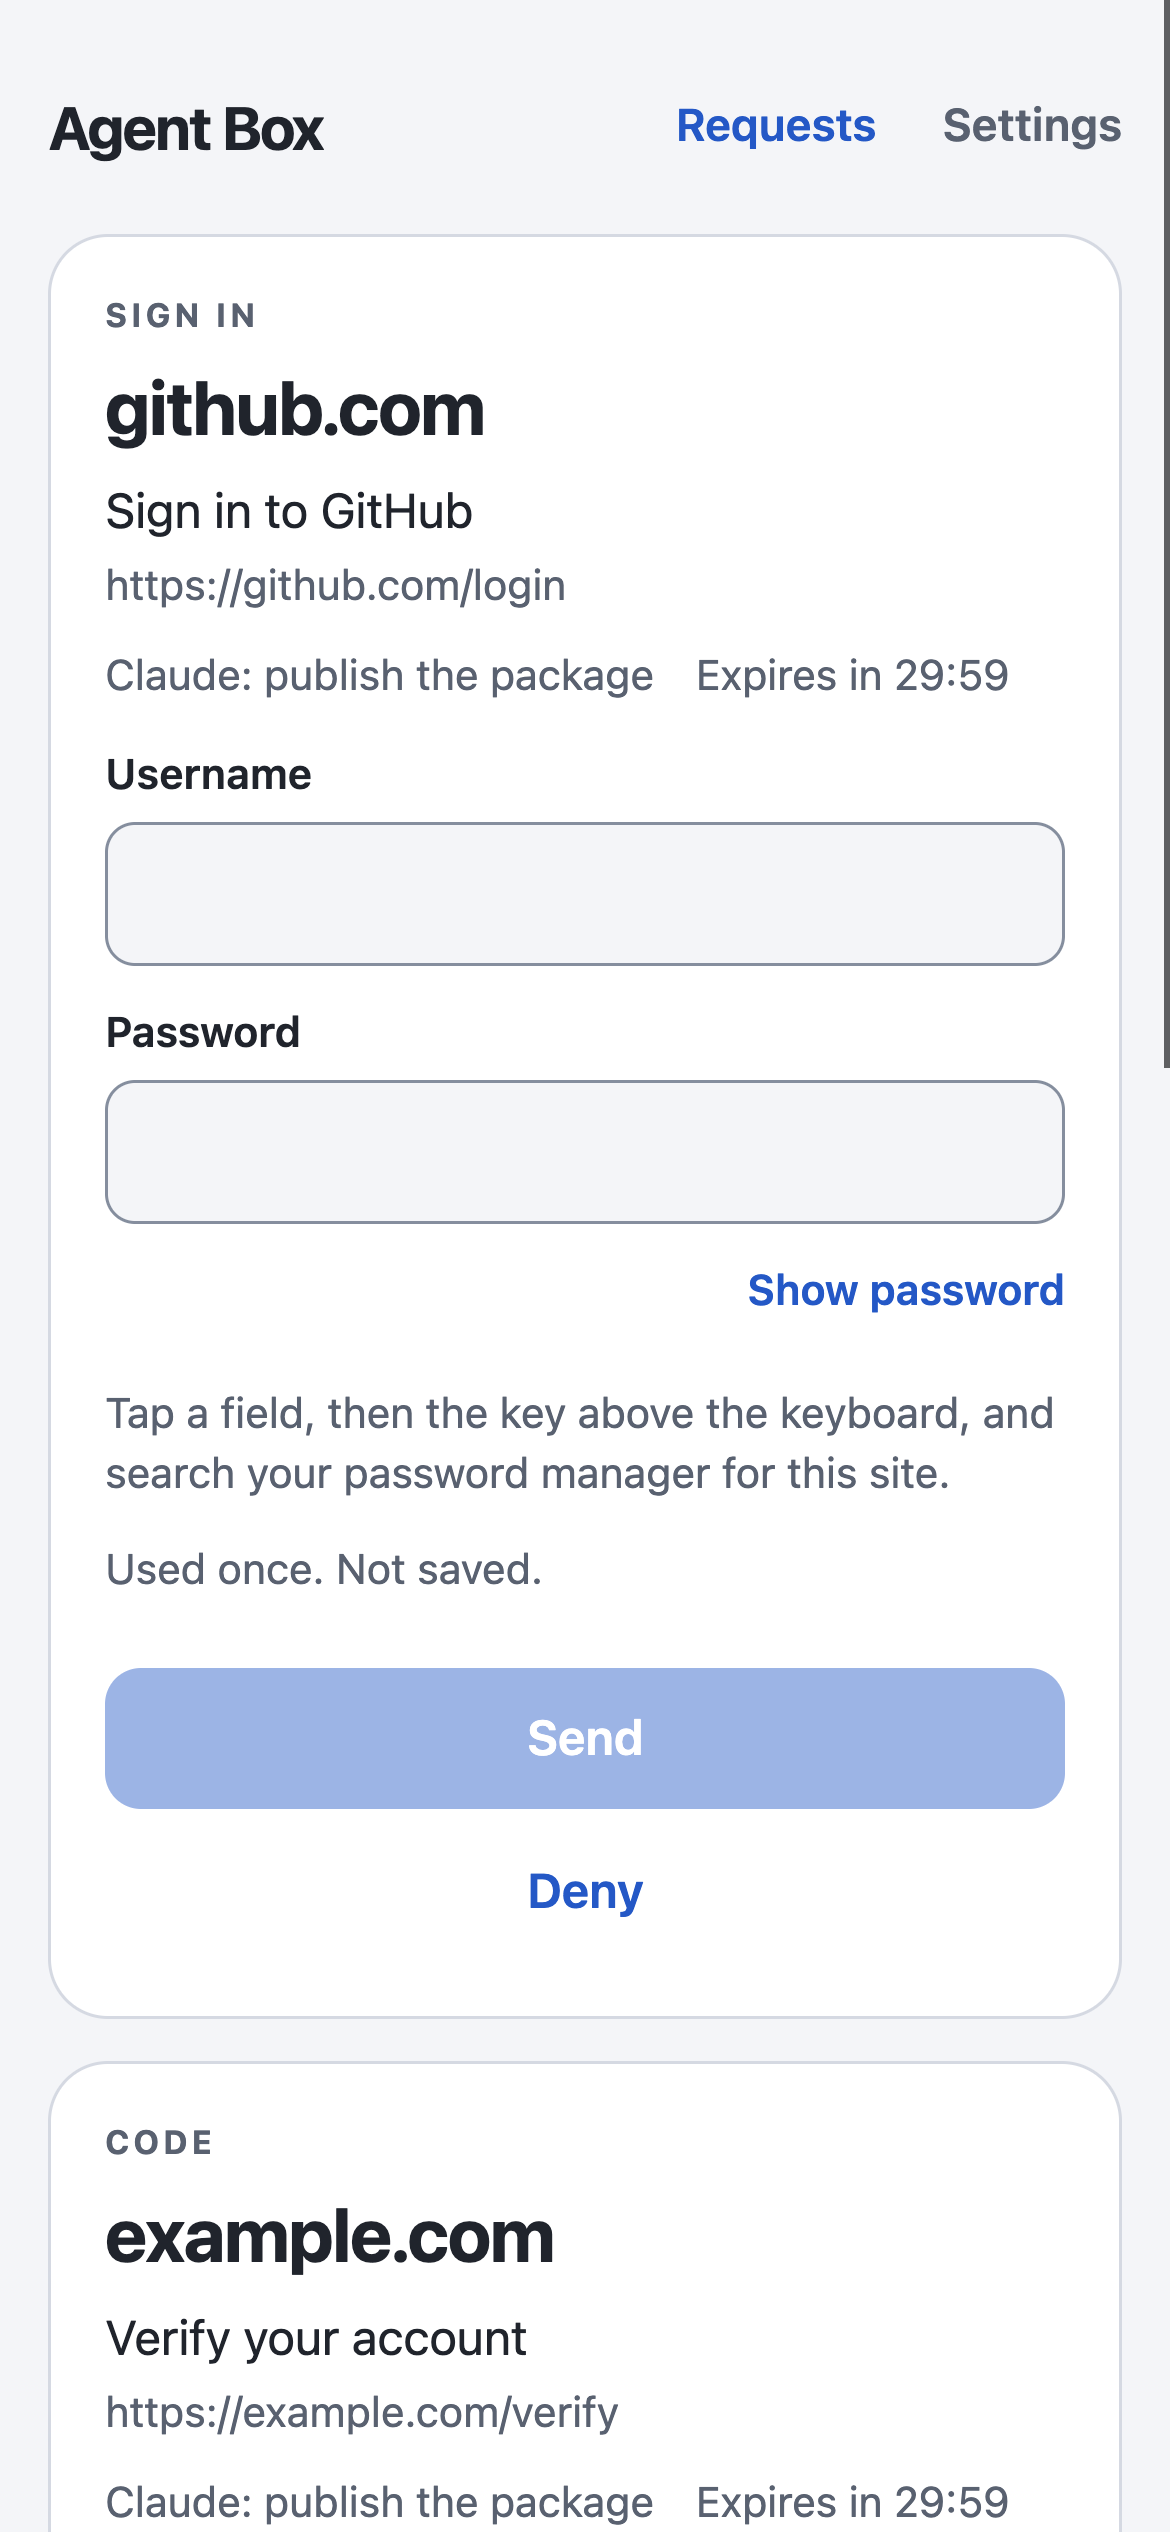 Agent Box
Requests
Settings
SIGN IN
github.com
Sign in to GitHub
https://github.com/login
Claude: publish the package Expires in 29:59
Username
Password
Show password
Tap a field, then the key above the keyboard, and
search your password manager for this site.
Used once. Not saved.
Send
Deny
CODE
example.com
Verify your account
https://example.com/verify
Claude: publish the package Expires in 29:59